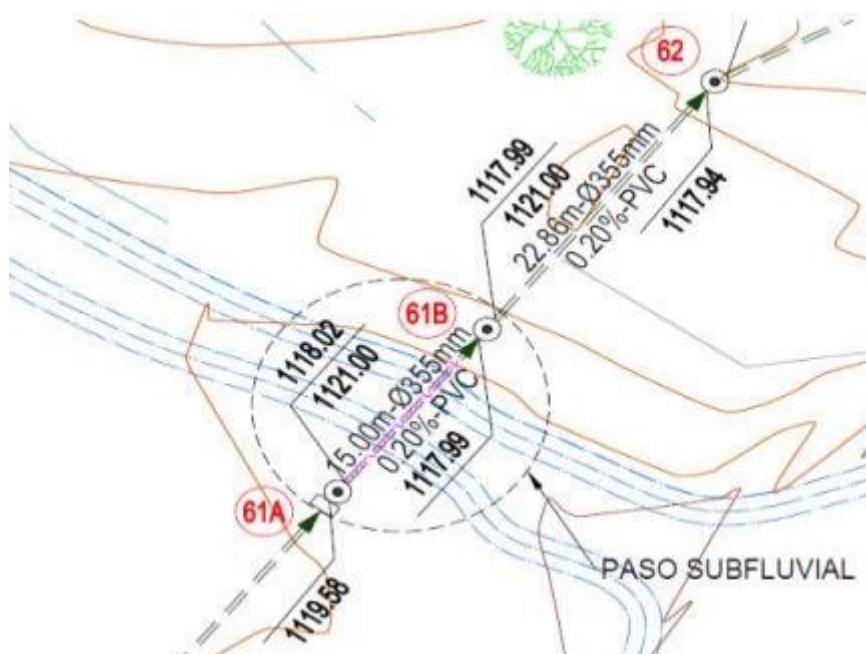 62
1117.99
1121.00
22.86m-Ø355mm
0.20%-PVC
1117.94
61B
1118.02
1121.00
15.00m-Ø355mm
0.20%-PVC
1117.99
61A
1119.58
PASO SUBFLUVIAL